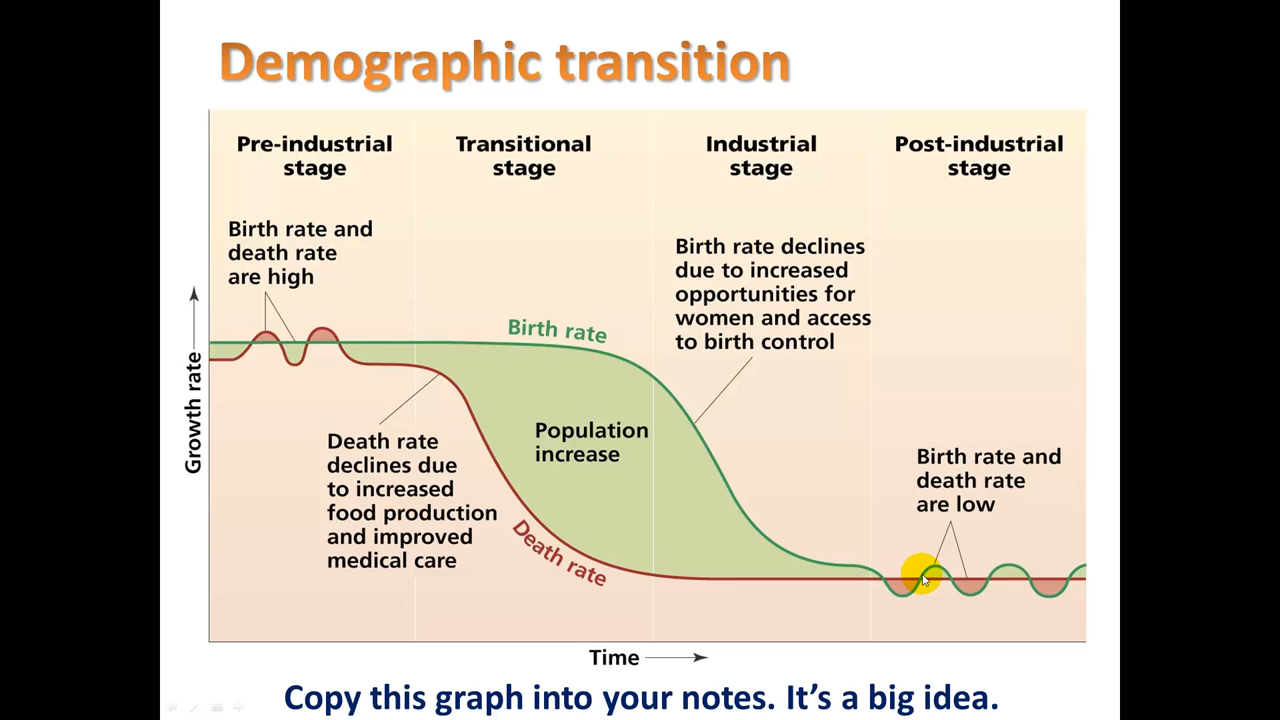 Demographic transition
Pre-industrial
stage
Transitional
stage
Industrial
stage
Post-industrial
stage
Birth rate and
death rate
are high
Birth rate declines
due to increased
opportunities for
women and access
to birth control
Birth rate
Growth rate
Population
increase
Death rate
declines due
to increased
food production
and improved
medical care
Death rate
Birth rate and
death rate
are low
Time
Copy this graph into your notes. It’s a big idea.